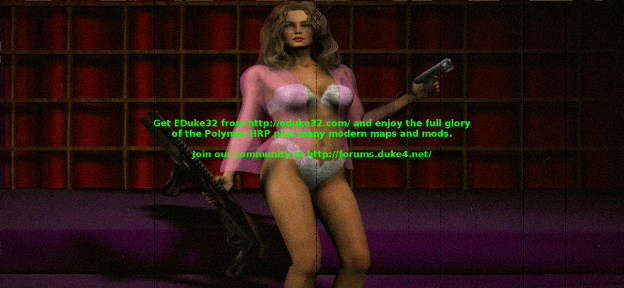 Get EDuke32 from http://eduke32.com/ and enjoy the full glory
of the Polymer HRP plus many modern maps and mods.
Join our community at http://forums.duke4.net/